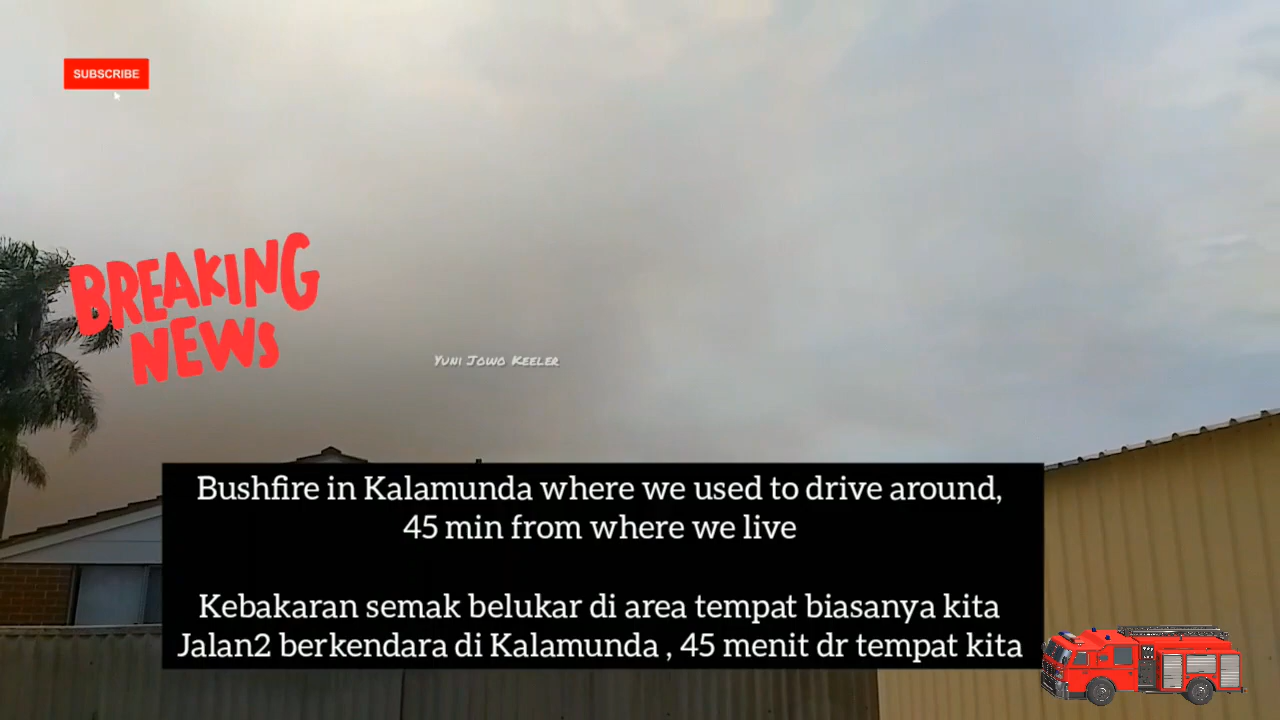 SUBSCRIBE
BREAKING
NEWS
Yuni Jowo Keeler
Bushfire in Kalamunda where we used to drive around,
45 min from where we live
Kebakaran semak belukar di area tempat biasanya kita
Jalan2 berkendara di Kalamunda , 45 menit dr tempat kita